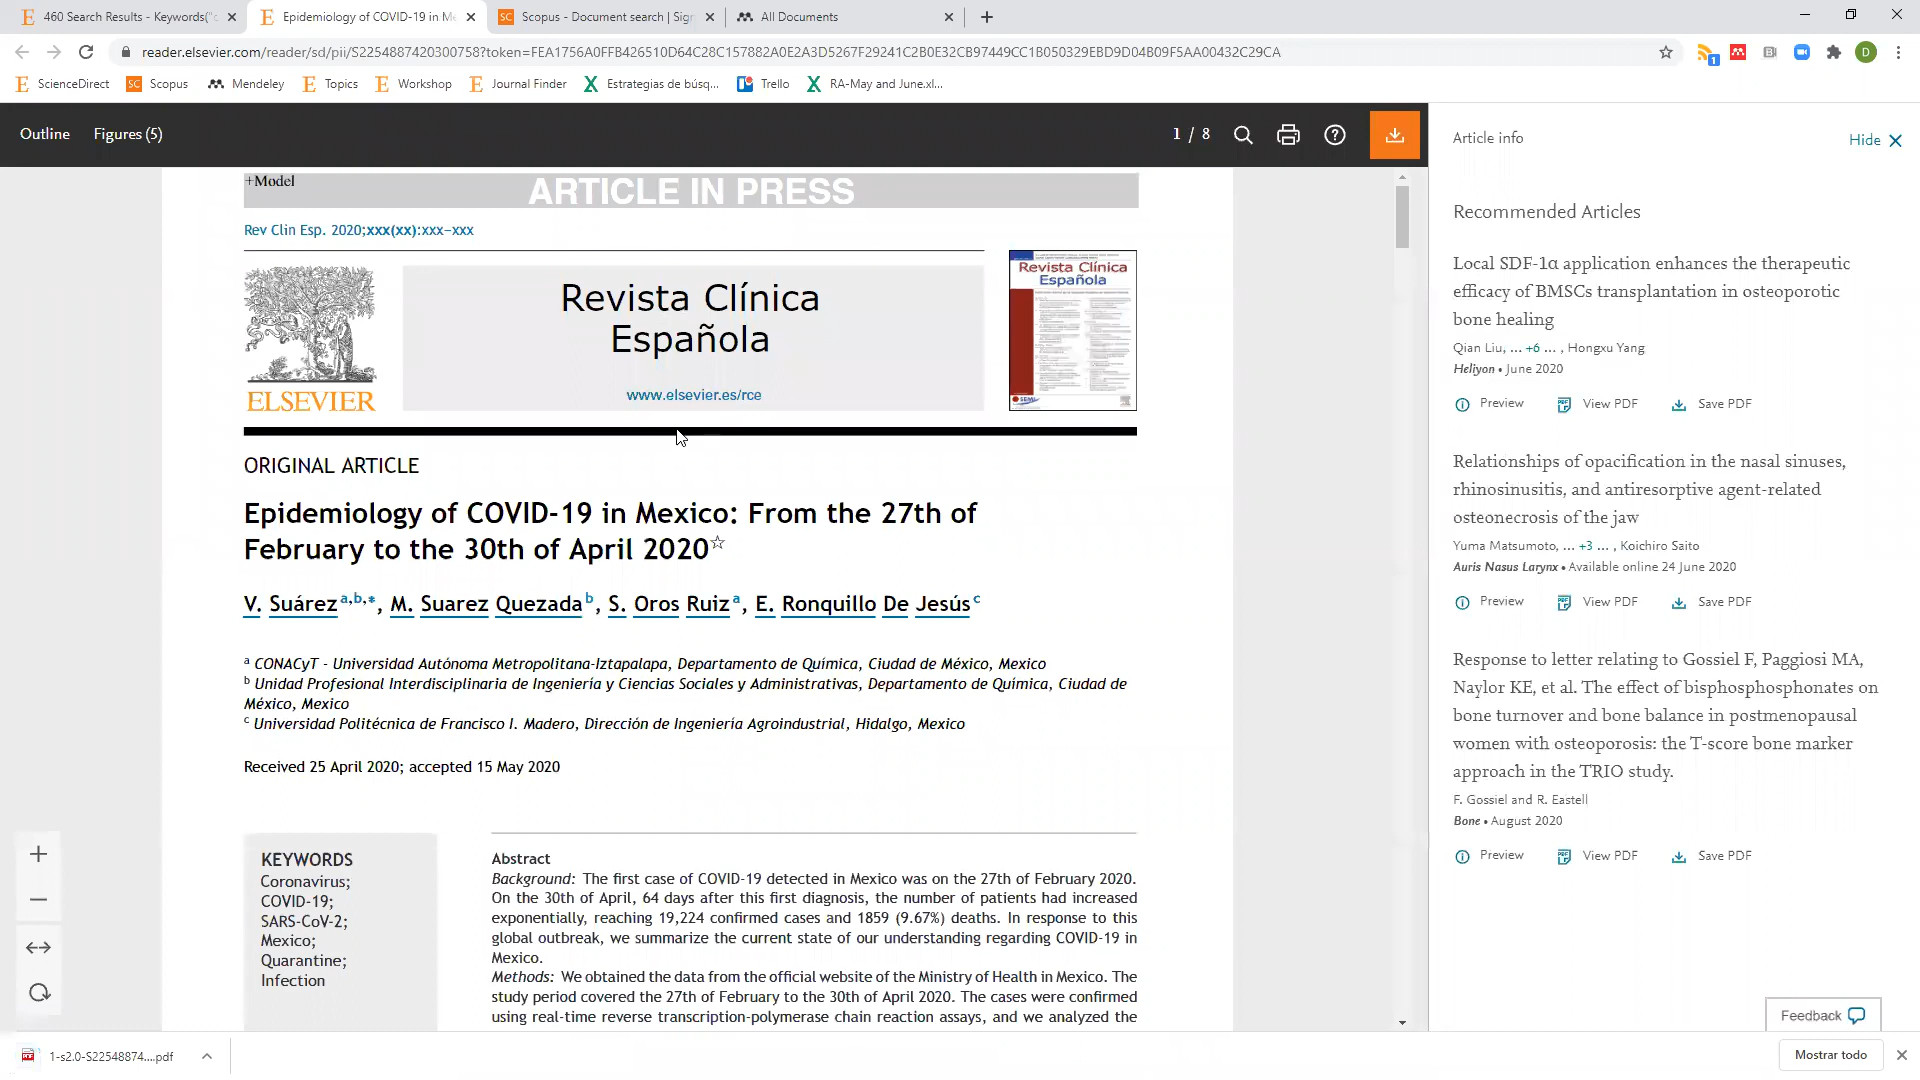 460 Search Results - Keywords("c
Epidemiology of COVID-19 in Me
Scopus - Document search | Sign
All Documents
reader.elsevier.com/reader/sd/pii/S2254887420300758?token=FEA1756A0FFB426510D64C28C157882A0E2A3D5267F29241C2B0E32CB97449CC1B050329EBD9D04B09F5AA00432C29CA
ScienceDirect
Scopus
Mendeley
Topics
Workshop
Journal Finder
Estrategias de búsq...
Trello
RA-May and June.xl...
Outline
Figures (5)
1 / 8
+Model
ARTICLE IN PRESS
Rev Clin Esp. 2020;xxx(xx):xxx–xxx
ELSEVIER
Revista Clínica
Española
www.elsevier.es/rce
Revista Clínica
Española
ORIGINAL ARTICLE
Epidemiology of COVID-19 in Mexico: From the 27th of
February to the 30th of April 2020☆
V. Suárez a,b,*, M. Suarez Quezada b, S. Oros Ruiz a, E. Ronquillo De Jesús c
a CONACyT - Universidad Autónoma Metropolitana-Iztapalapa, Departamento de Química, Ciudad de México, Mexico
b Unidad Profesional Interdisciplinaria de Ingeniería y Ciencias Sociales y Administrativas, Departamento de Química, Ciudad de
México, Mexico
c Universidad Politécnica de Francisco I. Madero, Dirección de Ingeniería Agroindustrial, Hidalgo, Mexico
Received 25 April 2020; accepted 15 May 2020
KEYWORDS
Coronavirus;
COVID-19;
SARS-CoV-2;
Mexico;
Quarantine;
Infection
Abstract
Background: The first case of COVID-19 detected in Mexico was on the 27th of February 2020.
On the 30th of April, 64 days after this first diagnosis, the number of patients had increased
exponentially, reaching 19,224 confirmed cases and 1859 (9.67%) deaths. In response to this
global outbreak, we summarize the current state of our understanding regarding COVID-19 in
Mexico.
Methods: We obtained the data from the official website of the Ministry of Health in Mexico. The
study period covered the 27th of February to the 30th of April 2020. The cases were confirmed
using real-time reverse transcription-polymerase chain reaction assays, and we analyzed the
Article info
Hide
Recommended Articles
Local SDF-1α application enhances the therapeutic
efficacy of BMSCs transplantation in osteoporotic
bone healing
Qian Liu, ... +6 ... , Hongxu Yang
Heliyon • June 2020
Preview
View PDF
Save PDF
Relationships of opacification in the nasal sinuses,
rhinosinusitis, and antiresorptive agent-related
osteonecrosis of the jaw
Yuma Matsumoto, ... +3 ... , Koichiro Saito
Auris Nasus Larynx • Available online 24 June 2020
Preview
View PDF
Save PDF
Response to letter relating to Gossiel F, Paggiosi MA,
Naylor KE, et al. The effect of bisphosphosphonates on
bone turnover and bone balance in postmenopausal
women with osteoporosis: the T-score bone marker
approach in the TRIO study.
F. Gossiel and R. Eastell
Bone • August 2020
Preview
View PDF
Save PDF
Feedback
1-s2.0-S22548874....pdf
Mostrar todo